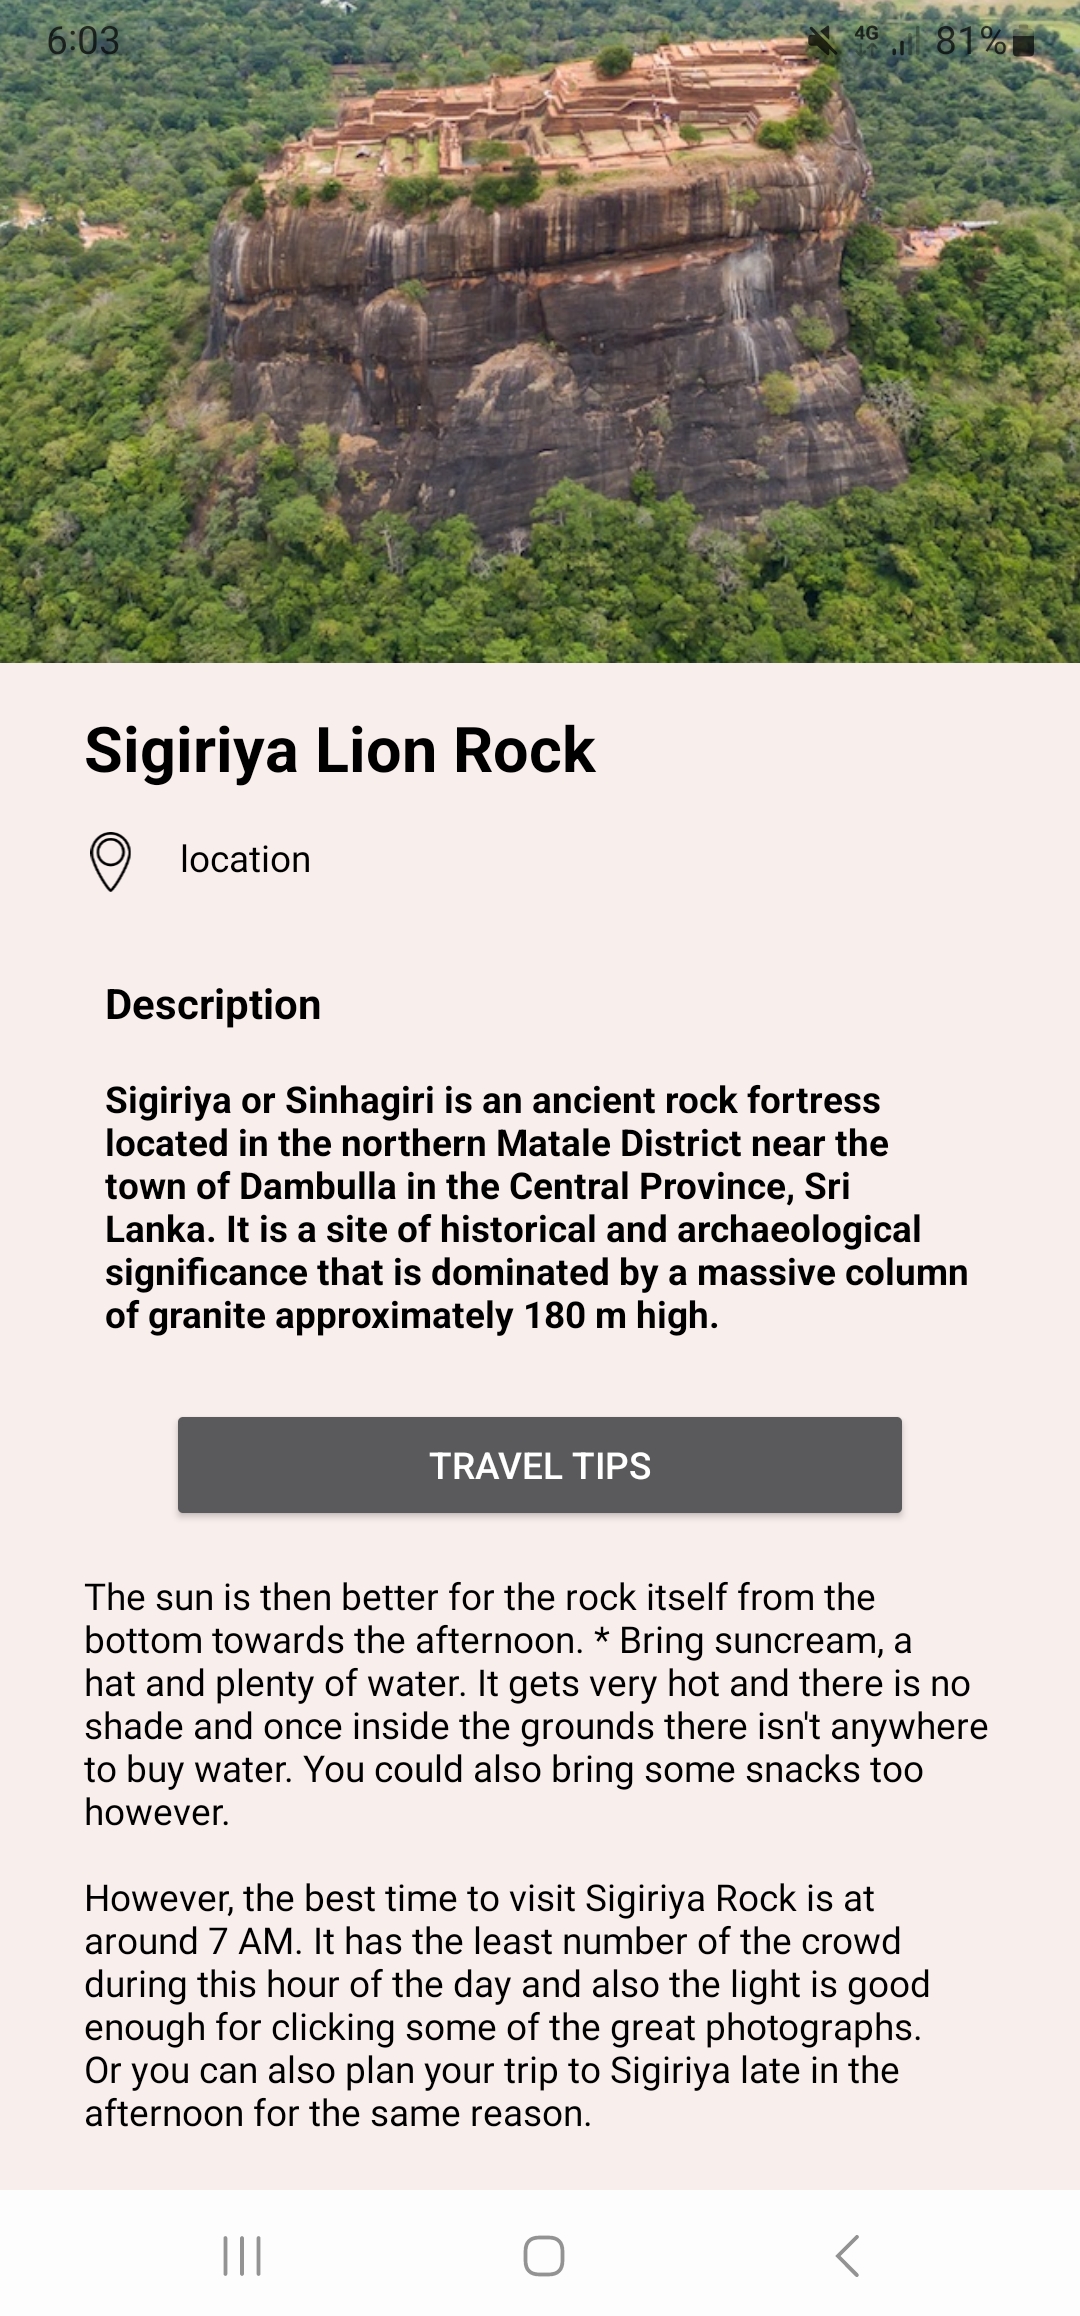 6:03
4G 81%
Sigiriya Lion Rock
location
Description
Sigiriya or Sinhagiri is an ancient rock fortress
located in the northern Matale District near the
town of Dambulla in the Central Province, Sri
Lanka. It is a site of historical and archaeological
significance that is dominated by a massive column
of granite approximately 180 m high.
TRAVEL TIPS
The sun is then better for the rock itself from the
bottom towards the afternoon. * Bring suncream, a
hat and plenty of water. It gets very hot and there is no
shade and once inside the grounds there isn't anywhere
to buy water. You could also bring some snacks too
however.
However, the best time to visit Sigiriya Rock is at
around 7 AM. It has the least number of the crowd
during this hour of the day and also the light is good
enough for clicking some of the great photographs.
Or you can also plan your trip to Sigiriya late in the
afternoon for the same reason.